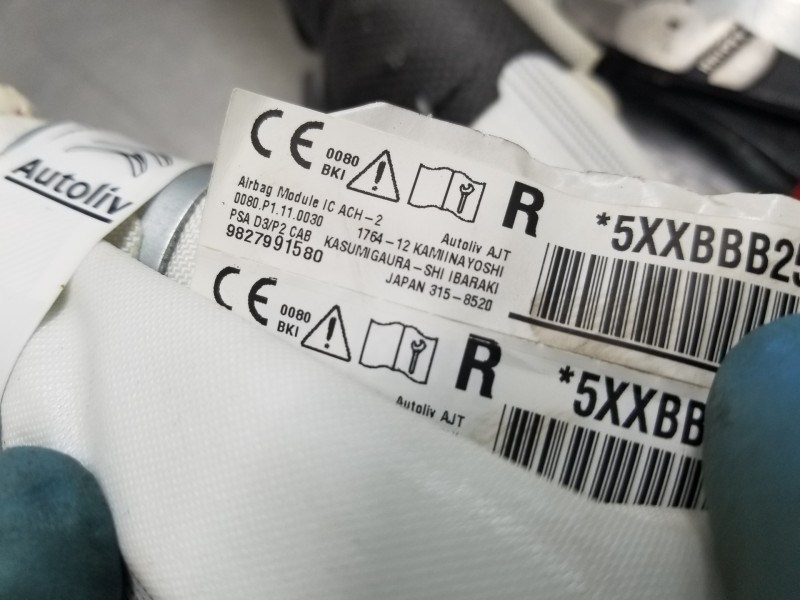 Autoliv
CE 0080
BKI
Airbag Module IC ACH-2
0080.P1.11.0030
PSA D3/P2 CAB
9827991580
Autoliv AJT
1764-12 KAMINAYOSHI
KASUMIGAURA-SHI IBARAKI
JAPAN 315-8520
R
*5XXBBB25
CE 0080
BKI
Autoliv AJT
R
*5XXBB